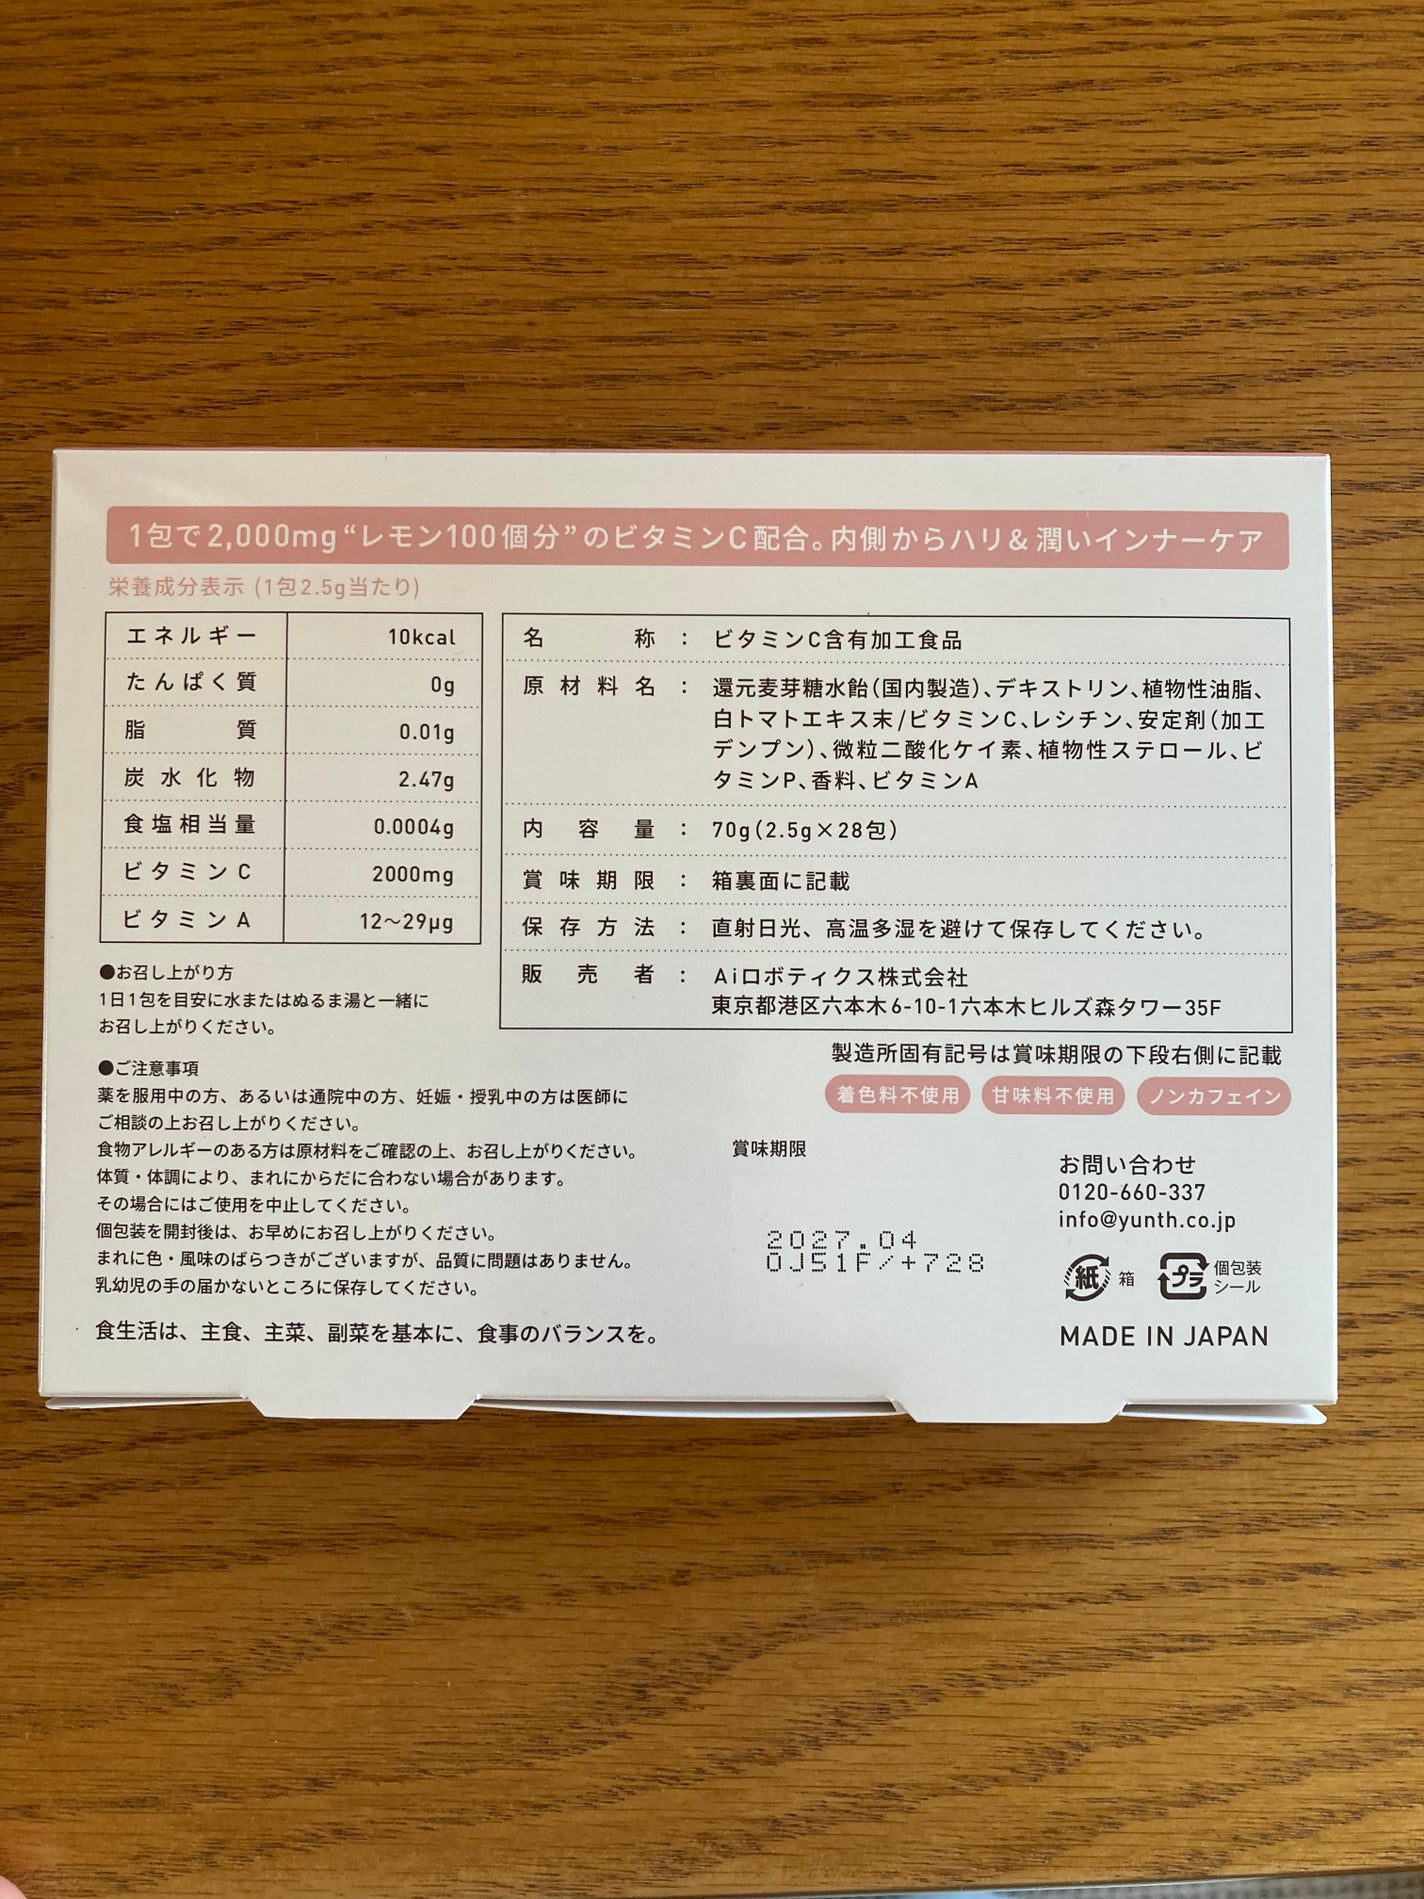 1包で2,000mg“レモン100個分”のビタミンC配合。内側からハリ&潤いインナーケア
栄養成分表示 (1包2.5g当たり)
エネルギー 10kcal
たんぱく質 0g
脂質 0.01g
炭水化物 2.47g
食塩相当量 0.0004g
ビタミンC 2000mg
ビタミンA 12〜29μg
●お召し上がり方
1日1包を目安に水またはぬるま湯と一緒に
お召し上がりください。
●ご注意事項
薬を服用中の方、あるいは通院中の方、妊娠・授乳中の方は医師に
ご相談の上お召し上がりください。
食物アレルギーのある方は原材料をご確認の上、お召し上がりください。
体質・体調により、まれにからだに合わない場合があります。
その場合にはご使用を中止してください。
個包装を開封後は、お早めにお召し上がりください。
まれに色・風味のばらつきがございますが、品質に問題はありません。
乳幼児の手の届かないところに保存してください。
食生活は、主食、主菜、副菜を基本に、食事のバランスを。
名称：ビタミンC含有加工食品
原材料名：還元麦芽糖水飴(国内製造)、デキストリン、植物性油脂、
白トマトエキス末/ビタミンC、レシチン、安定剤(加工
デンプン)、微粒二酸化ケイ素、植物性ステロール、ビ
タミンP、香料、ビタミンA
内容量：70g(2.5g×28包)
賞味期限：箱裏面に記載
保存方法：直射日光、高温多湿を避けて保存してください。
販売者：Aiロボティクス株式会社
東京都港区六本木6-10-1六本木ヒルズ森タワー35F
製造所固有記号は賞味期限の下段右側に記載
着色料不使用 甘味料不使用 ノンカフェイン
賞味期限
2027.04
0J51F/+728
お問い合わせ
0120-660-337
info@yunth.co.jp
紙 箱 プラ 個包装
シール
MADE IN JAPAN